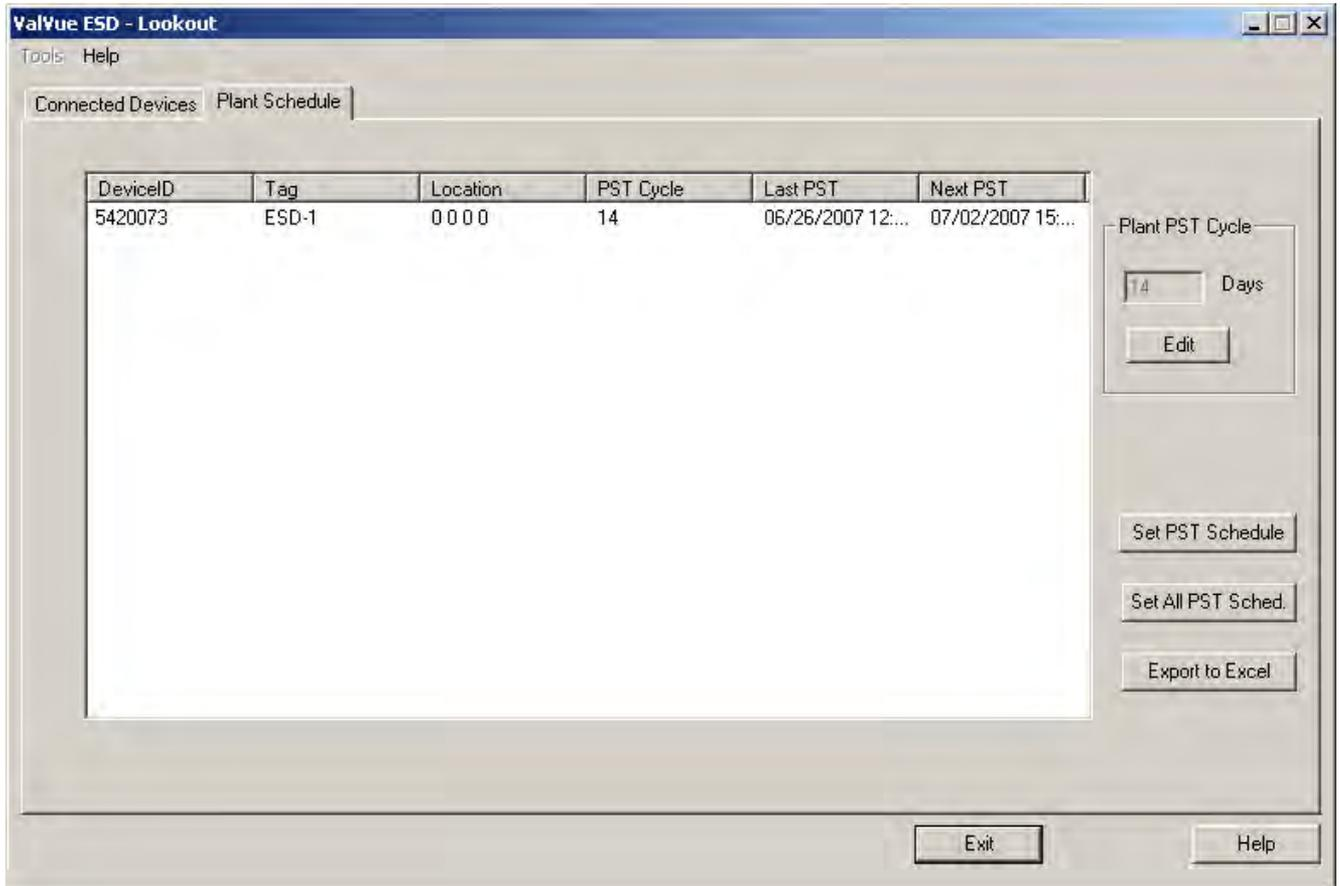 ValVue ESD - Lookout
Tools Help
Connected Devices Plant Schedule
DeviceID Tag Location PST Cycle Last PST Next PST
5420073 ESD-1 0 0 0 0 14 06/26/2007 12:... 07/02/2007 15:...
Plant PST Cycle
14 Days
Edit
Set PST Schedule
Set All PST Sched.
Export to Excel
Exit Help